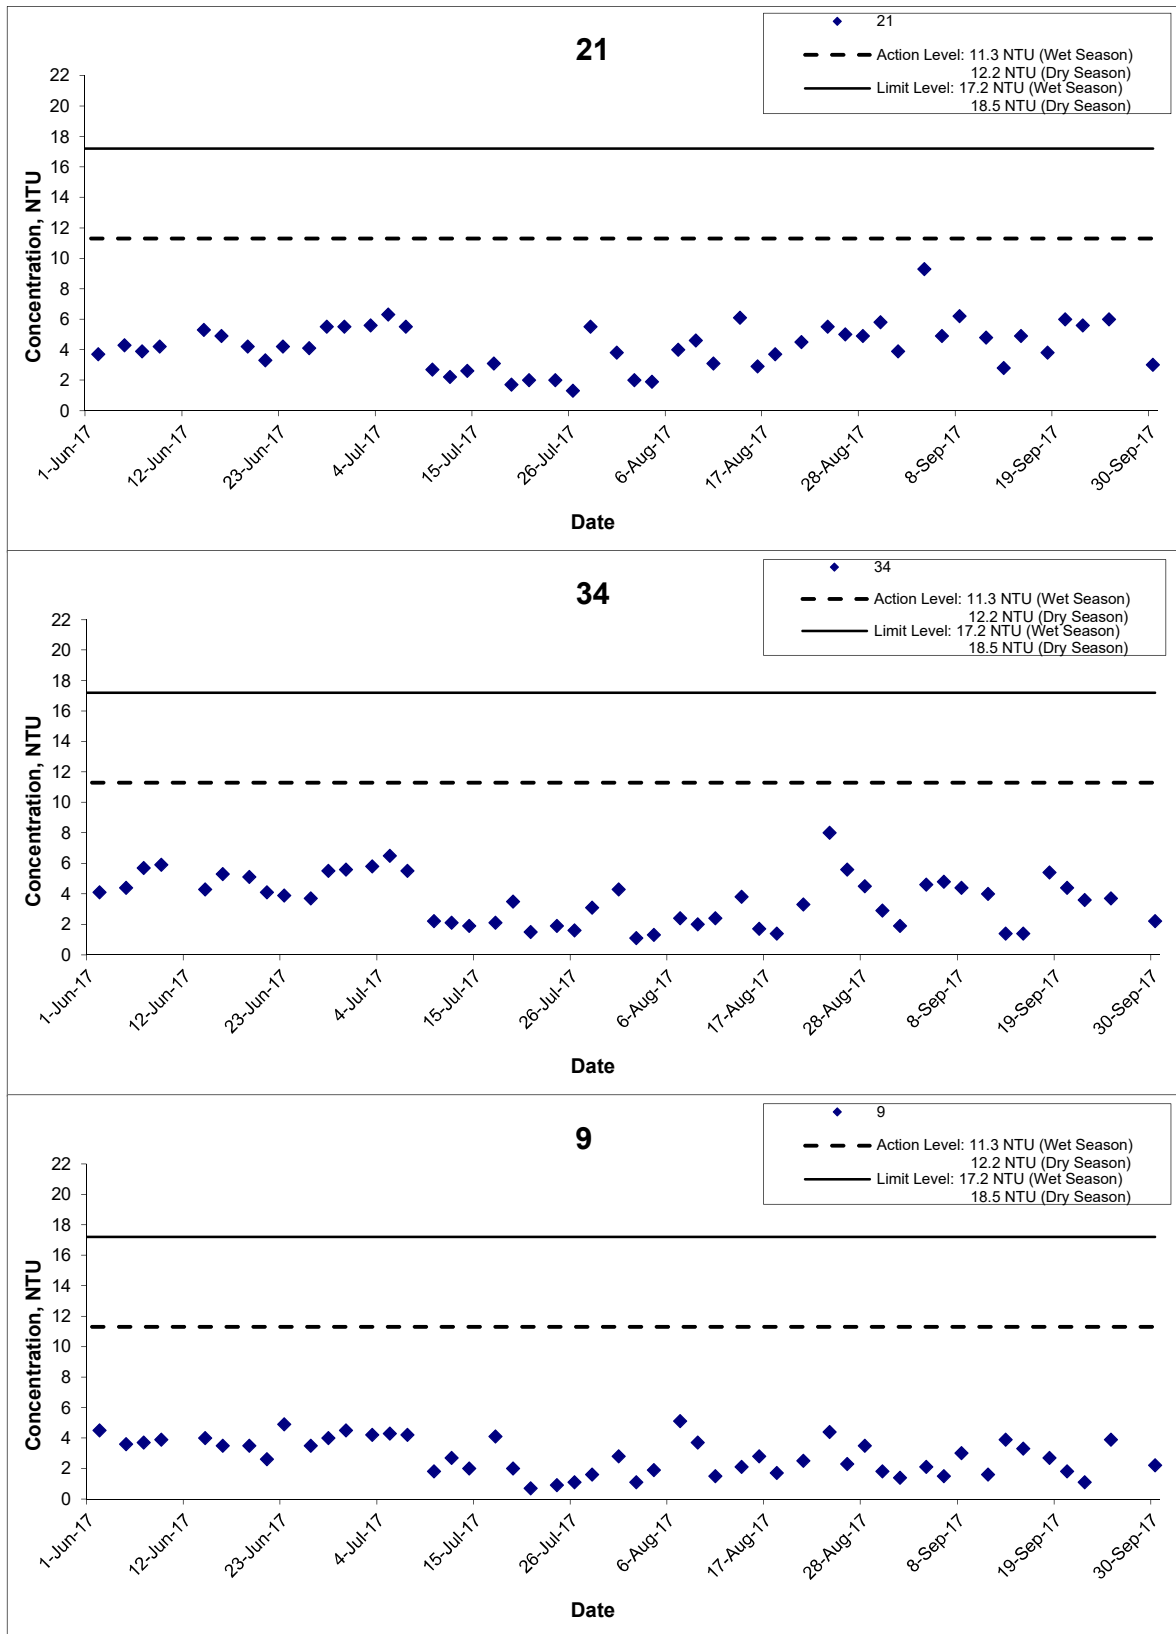 21
21
Action Level: 11.3 NTU (Wet Season)
12.2 NTU (Dry Season)
Limit Level: 17.2 NTU (Wet Season)
18.5 NTU (Dry Season)
Concentration, NTU
22
20
18
16
14
12
10
8
6
4
2
0
1-Jun-17
12-Jun-17
23-Jun-17
4-Jul-17
15-Jul-17
26-Jul-17
6-Aug-17
17-Aug-17
28-Aug-17
8-Sep-17
19-Sep-17
30-Sep-17
Date
34
34
Action Level: 11.3 NTU (Wet Season)
12.2 NTU (Dry Season)
Limit Level: 17.2 NTU (Wet Season)
18.5 NTU (Dry Season)
Concentration, NTU
22
20
18
16
14
12
10
8
6
4
2
0
1-Jun-17
12-Jun-17
23-Jun-17
4-Jul-17
15-Jul-17
26-Jul-17
6-Aug-17
17-Aug-17
28-Aug-17
8-Sep-17
19-Sep-17
30-Sep-17
Date
9
9
Action Level: 11.3 NTU (Wet Season)
12.2 NTU (Dry Season)
Limit Level: 17.2 NTU (Wet Season)
18.5 NTU (Dry Season)
Concentration, NTU
22
20
18
16
14
12
10
8
6
4
2
0
1-Jun-17
12-Jun-17
23-Jun-17
4-Jul-17
15-Jul-17
26-Jul-17
6-Aug-17
17-Aug-17
28-Aug-17
8-Sep-17
19-Sep-17
30-Sep-17
Date